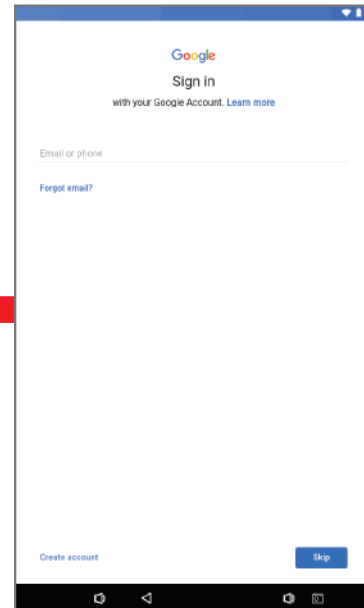 Google
Sign in
with your Google Account. Learn more
Email or phone
Forgot email?
Create account
Skip